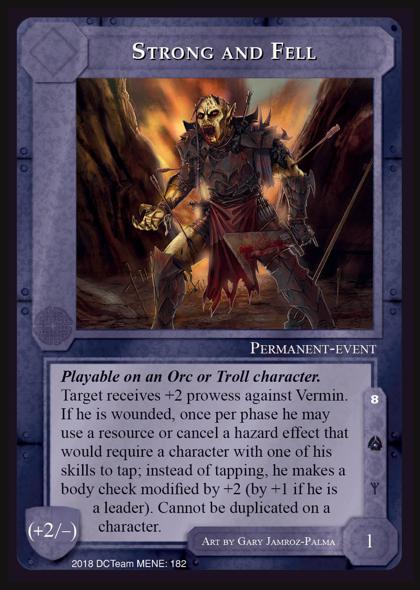 STRONG AND FELL
PERMANENT-EVENT
Playable on an Orc or Troll character.
Target receives +2 prowess against Vermin.
If he is wounded, once per phase he may
use a resource or cancel a hazard effect that
would require a character with one of his
skills to tap; instead of tapping, he makes a
body check modified by +2 (by +1 if he is
a leader). Cannot be duplicated on a
character.
8
(+2/–)
ART BY GARY JAMROZ-PALMA
1
2018 DCTeam MENE: 182